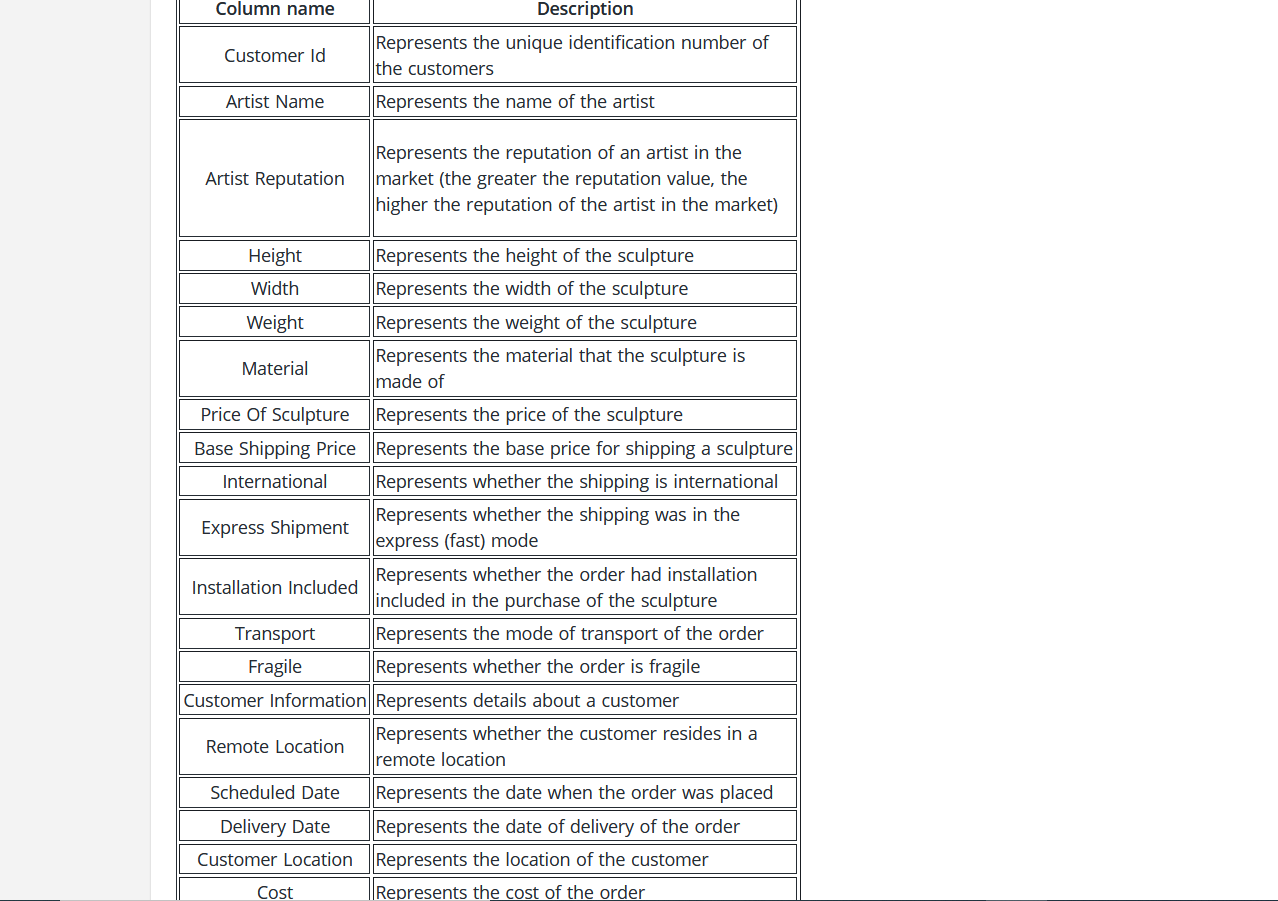 Column name Description
Customer Id Represents the unique identification number of
the customers
Artist Name Represents the name of the artist
Artist Reputation Represents the reputation of an artist in the
market (the greater the reputation value, the
higher the reputation of the artist in the market)
Height Represents the height of the sculpture
Width Represents the width of the sculpture
Weight Represents the weight of the sculpture
Material Represents the material that the sculpture is
made of
Price Of Sculpture Represents the price of the sculpture
Base Shipping Price Represents the base price for shipping a sculpture
International Represents whether the shipping is international
Express Shipment Represents whether the shipping was in the
express (fast) mode
Installation Included Represents whether the order had installation
included in the purchase of the sculpture
Transport Represents the mode of transport of the order
Fragile Represents whether the order is fragile
Customer Information Represents details about a customer
Remote Location Represents whether the customer resides in a
remote location
Scheduled Date Represents the date when the order was placed
Delivery Date Represents the date of delivery of the order
Customer Location Represents the location of the customer
Cost Represents the cost of the order